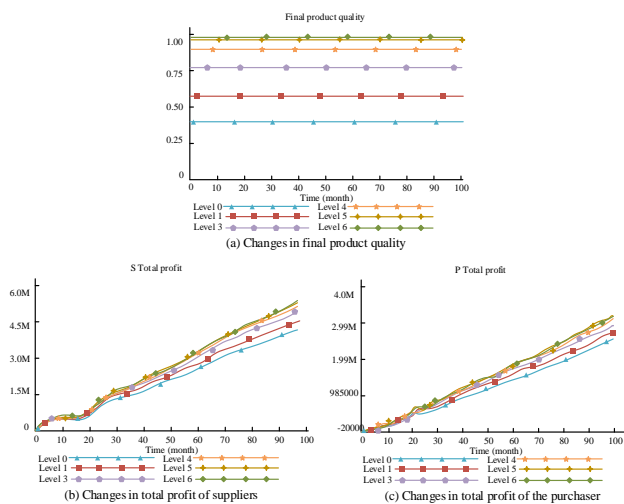 Final product quality
1.00
0.75
0.50
0.25
0
0 10 20 30 40 50 60 70 80 90 100
Time (month)
Level 0 Level 4
Level 1 Level 5
Level 3 Level 6
(a) Changes in final product quality
S Total profit
6.0M
4.5M
3.0M
1.5M
0
0 10 20 30 40 50 60 70 80 90 100
Time (month)
Level 0 Level 4
Level 1 Level 5
Level 3 Level 6
(b) Changes in total profit of suppliers
P Total profit
4.0M
2.99M
1.99M
985000
-20000
0 10 20 30 40 50 60 70 80 90 100
Time (month)
Level 0 Level 4
Level 1 Level 5
Level 3 Level 6
(c) Changes in total profit of the purchaser